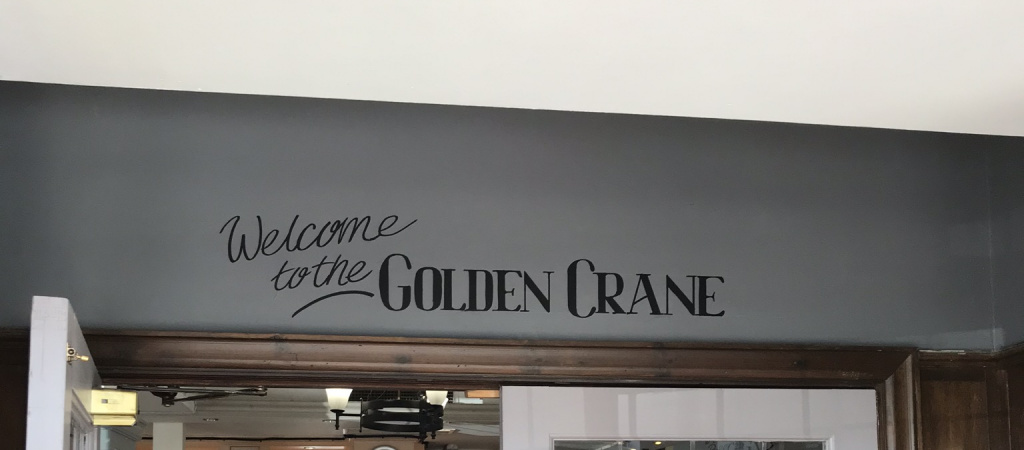 Welcome
to the GOLDEN CRANE